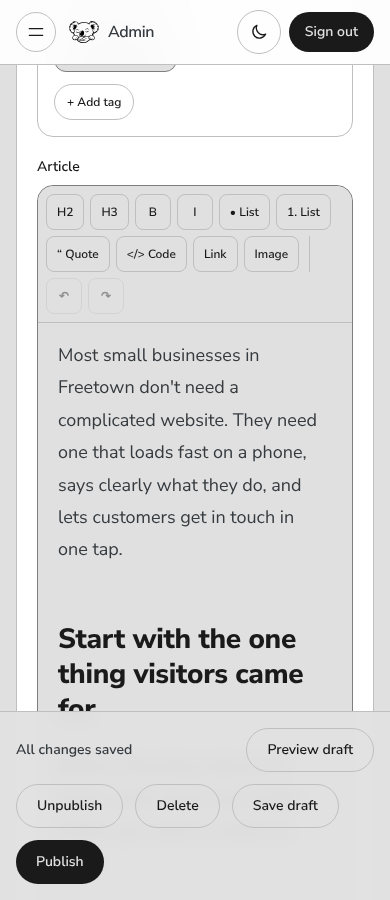 Admin
Sign out
+ Add tag
Article
H2 H3 B I • List 1. List
“ Quote </> Code Link Image
↶ ↷
Most small businesses in
Freetown don't need a
complicated website. They need
one that loads fast on a phone,
says clearly what they do, and
lets customers get in touch in
one tap.
Start with the one
thing visitors came
for
All changes saved
Preview draft
Unpublish Delete Save draft
Publish